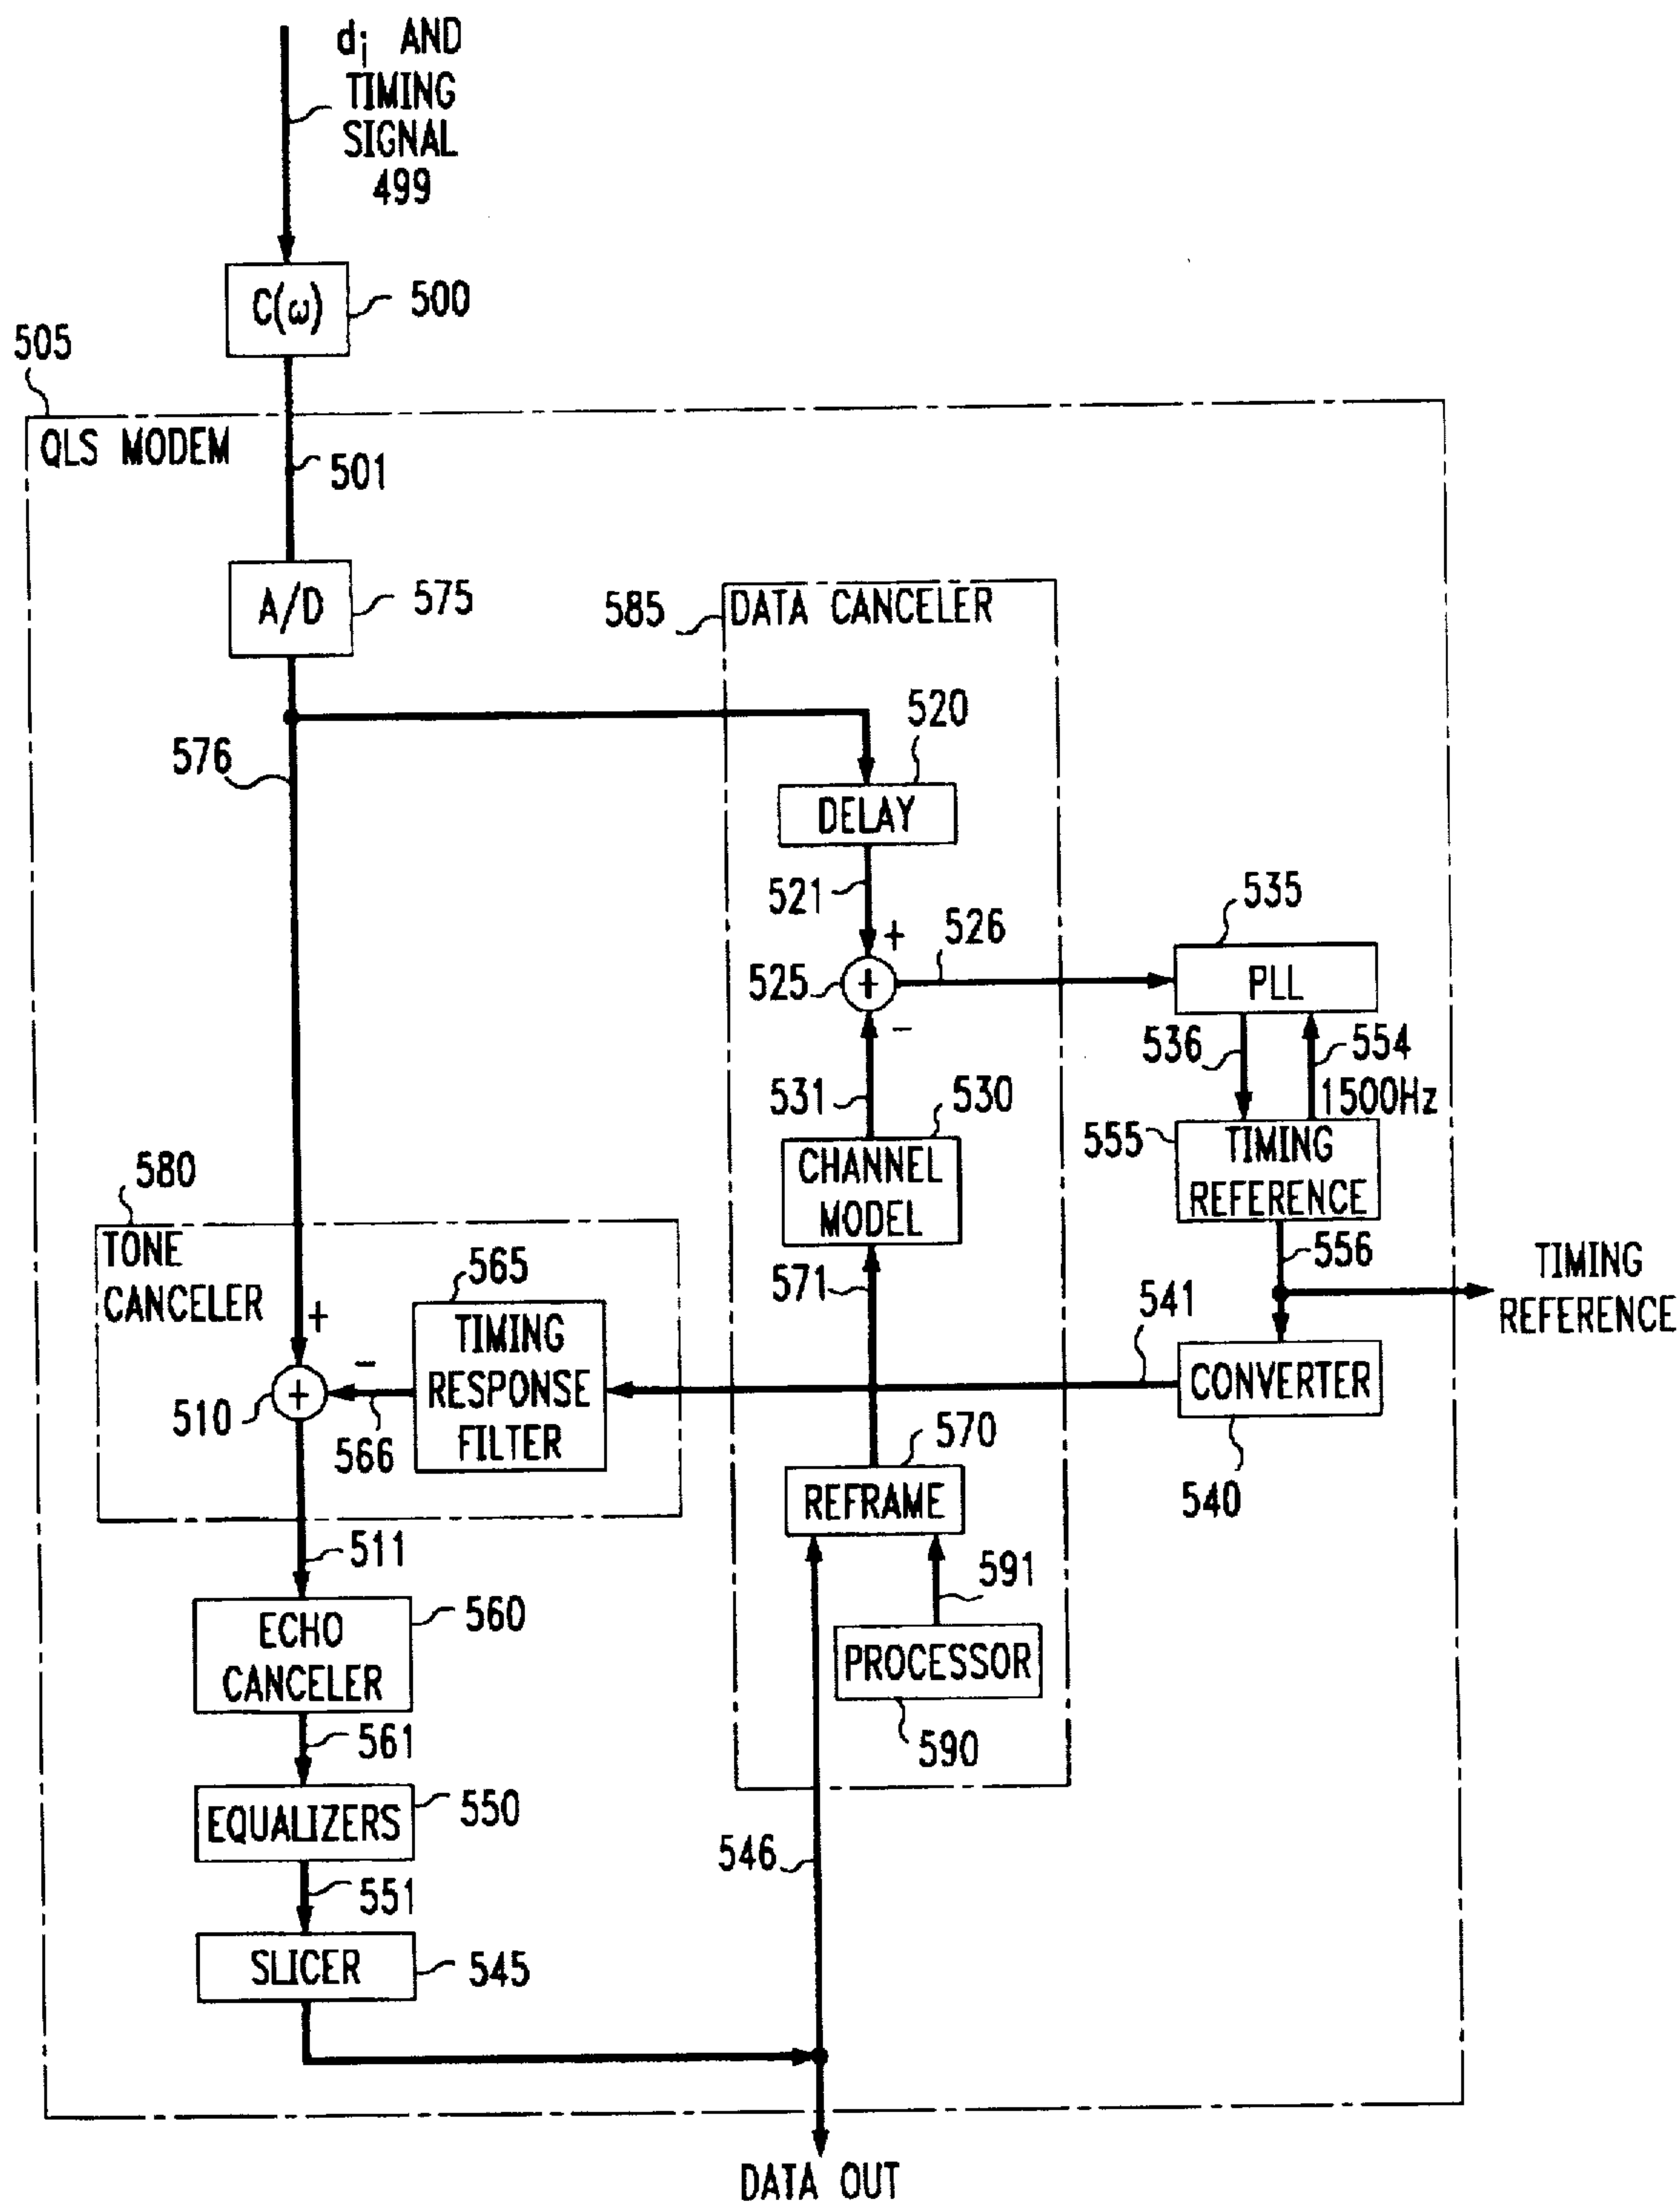 dj AND
TIMING
SIGNAL
499
C(ω)
500
505
QLS MODEM
501
A/D
575
585
DATA CANCELER
520
576
DELAY
521
+
526
535
525
+
PLL
−
536
554
1500Hz
531
530
555
TIMING
REFERENCE
CHANNEL
MODEL
580
556
TIMING
REFERENCE
TONE
CANCELER
565
571
541
+
TIMING
RESPONSE
FILTER
−
CONVERTER
510
+
566
570
540
REFRAME
511
591
ECHO
CANCELER
560
PROCESSOR
561
590
EQUALIZERS
550
546
551
SLICER
545
DATA OUT